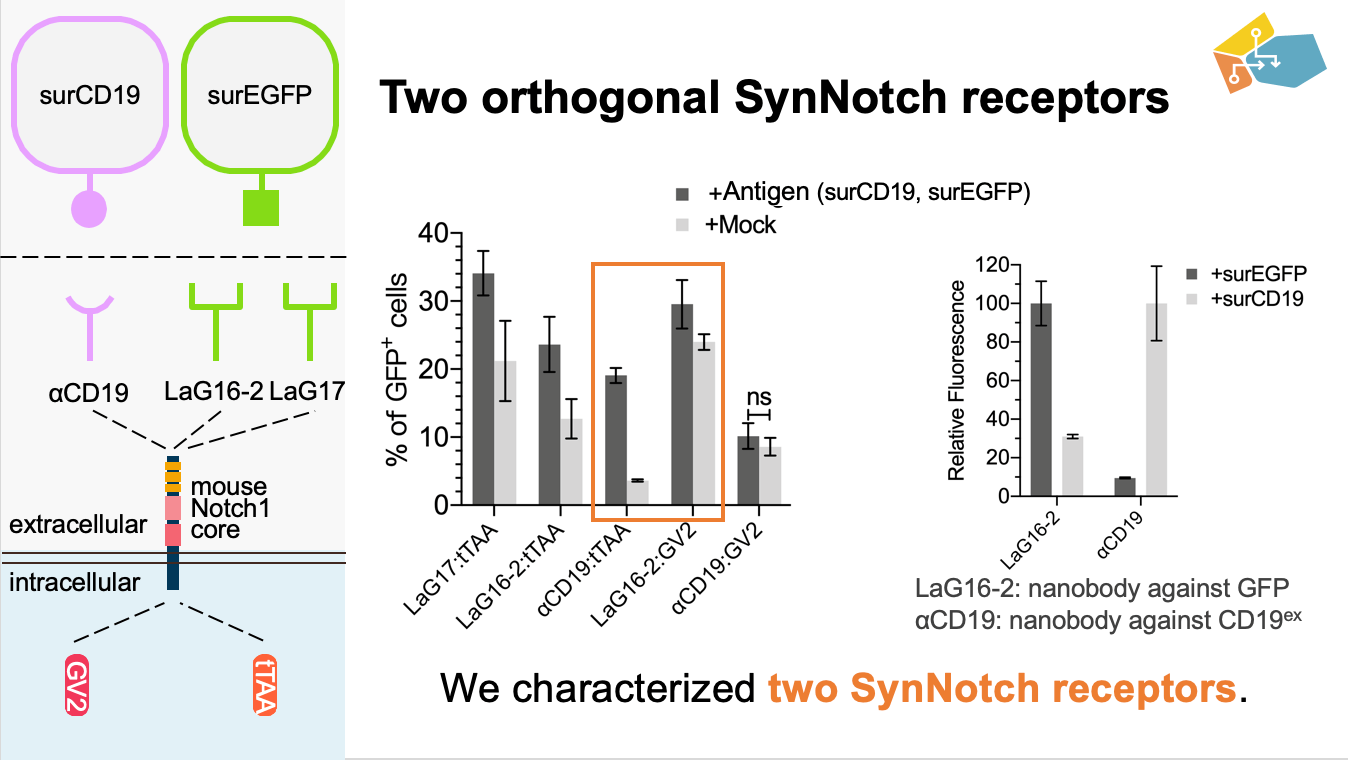 surCD19
surEGFP
αCD19
LaG16-2
LaG17
mouse
Notch1
core
extracellular
intracellular
GV2
tTAA
Two orthogonal SynNotch receptors
+Antigen (surCD19, surEGFP)
+Mock
% of GFP⁺ cells
40
30
20
10
0
ns
LaG17:tTAA
LaG16-2:tTAA
αCD19:tTAA
LaG16-2:GV2
αCD19:GV2
Relative Fluorescence
120
100
80
60
40
20
0
+surEGFP
+surCD19
LaG16-2
αCD19
LaG16-2: nanobody against GFP
αCD19: nanobody against CD19ᵉˣ
We characterized two SynNotch receptors.